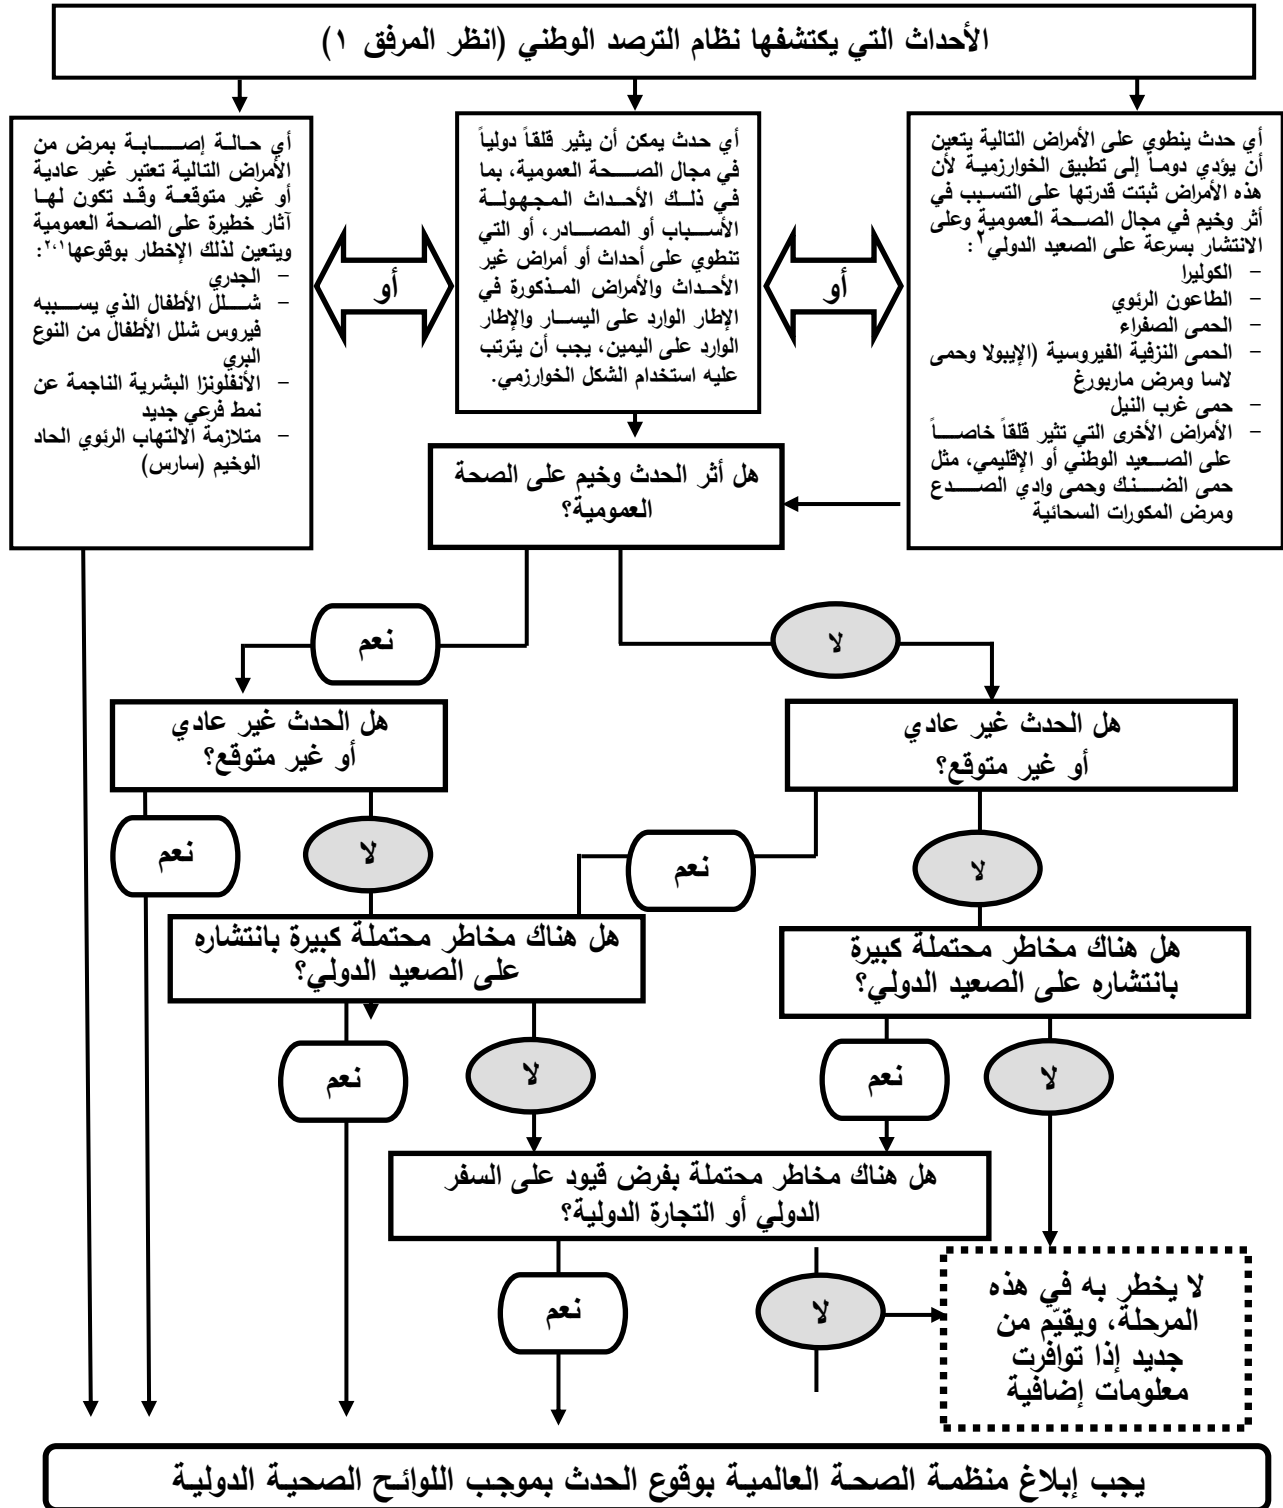 الأحداث التي يكتشفها نظام الترصد الوطني (انظر المرفق ١)
أي حدث ينطوي على الأمراض التالية يتعين
أن يؤدي دوما إلى تطبيق الخوارزمية لأن
هذه الأمراض ثبتت قدرتها على التسبب في
أثر وخيم في مجال الصحة العمومية وعلى
الانتشار بسرعة على الصعيد الدولي٢:
– الكوليرا
– الطاعون الرئوي
– الحمى الصفراء
– الحمى النزفية الفيروسية (الإيبولا وحمى
لاسا ومرض ماربورغ
– حمى غرب النيل
– الأمراض الأخرى التي تثير قلقاً خاصاً
على الصعيد الوطني أو الإقليمي، مثل
حمى الضنك وحمى وادي الصدع
ومرض المكورات السحائية
أو
أي حدث يمكن أن يثير قلقاً دولياً
في مجال الصحة العمومية، بما
في ذلك الأحداث المجهولة
الأسباب أو المصادر، أو التي
تنطوي على أحداث أو أمراض غير
الأحداث والأمراض المذكورة في
الإطار الوارد على اليسار والإطار
الوارد على اليمين، يجب أن يترتب
عليه استخدام الشكل الخوارزمي.
أو
أي حالة إصابة بمرض من
الأمراض التالية تعتبر غير عادية
أو غير متوقعة وقد تكون لها
آثار خطيرة على الصحة العمومية
ويتعين لذلك الإخطار بوقوعها١،٢:
– الجدري
– شلل الأطفال الذي يسببه
فيروس شلل الأطفال من النوع
البري
– الأنفلونزا البشرية الناجمة عن
نمط فرعي جديد
– متلازمة الالتهاب الرئوي الحاد
الوخيم (سارس)
هل أثر الحدث وخيم على الصحة
العمومية؟
لا
نعم
هل الحدث غير عادي
أو غير متوقع؟
هل الحدث غير عادي
أو غير متوقع؟
لا
نعم
لا
نعم
هل هناك مخاطر محتملة كبيرة
بانتشاره على الصعيد الدولي؟
هل هناك مخاطر محتملة كبيرة بانتشاره
على الصعيد الدولي؟
لا
نعم
لا
نعم
هل هناك مخاطر محتملة بفرض قيود على السفر
الدولي أو التجارة الدولية؟
لا
نعم
لا يخطر به في هذه
المرحلة، ويقيّم من
جديد إذا توافرت
معلومات إضافية
يجب إبلاغ منظمة الصحة العالمية بوقوع الحدث بموجب اللوائح الصحية الدولية